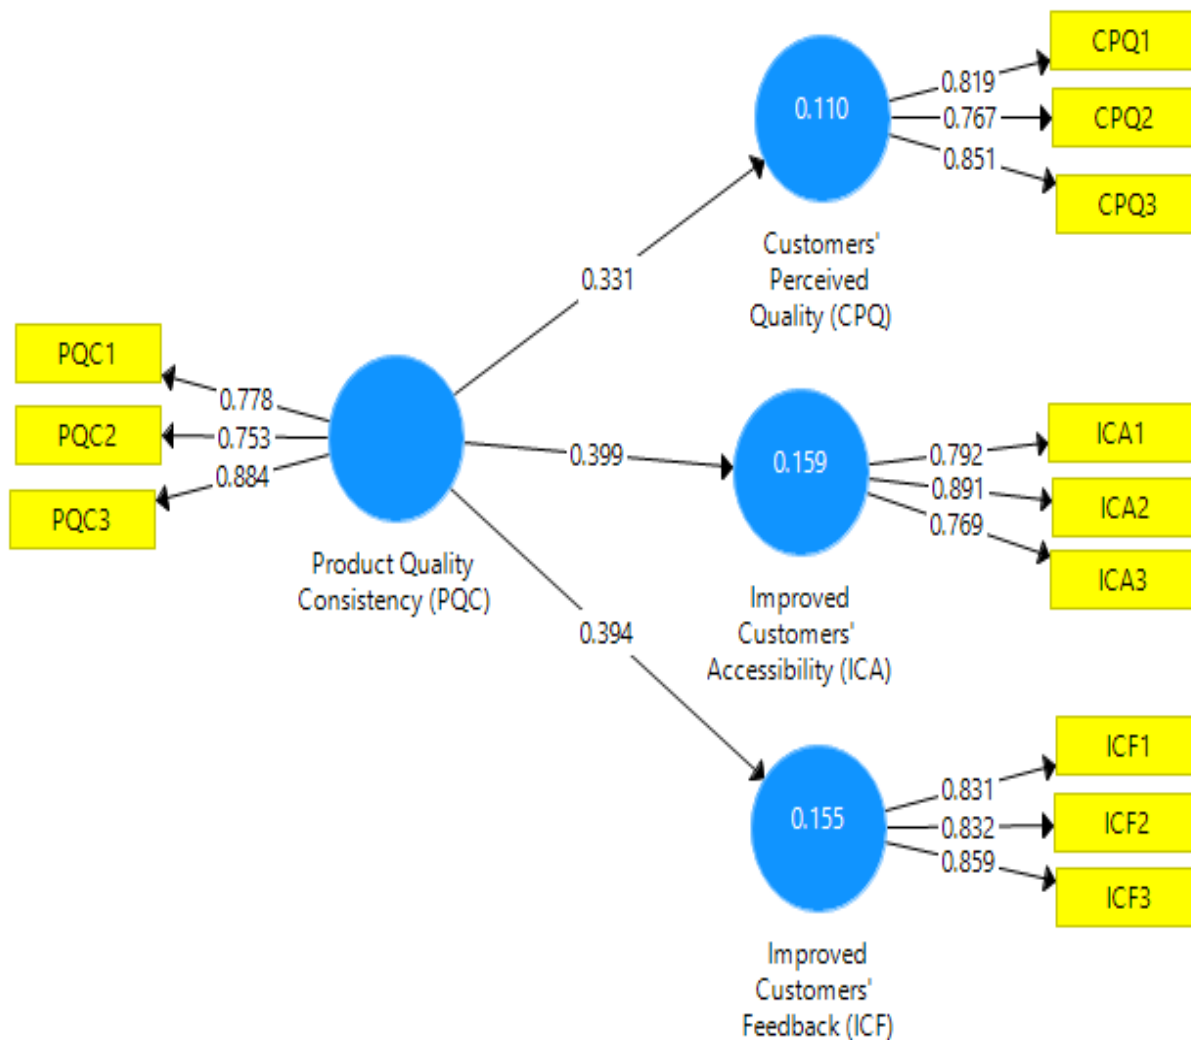 PQC1
PQC2
PQC3
0.778
0.753
0.884
Product Quality
Consistency (PQC)
0.331
0.399
0.394
0.110
Customers'
Perceived
Quality (CPQ)
0.819
0.767
0.851
CPQ1
CPQ2
CPQ3
0.159
Improved
Customers'
Accessibility (ICA)
0.792
0.891
0.769
ICA1
ICA2
ICA3
0.155
Improved
Customers'
Feedback (ICF)
0.831
0.832
0.859
ICF1
ICF2
ICF3